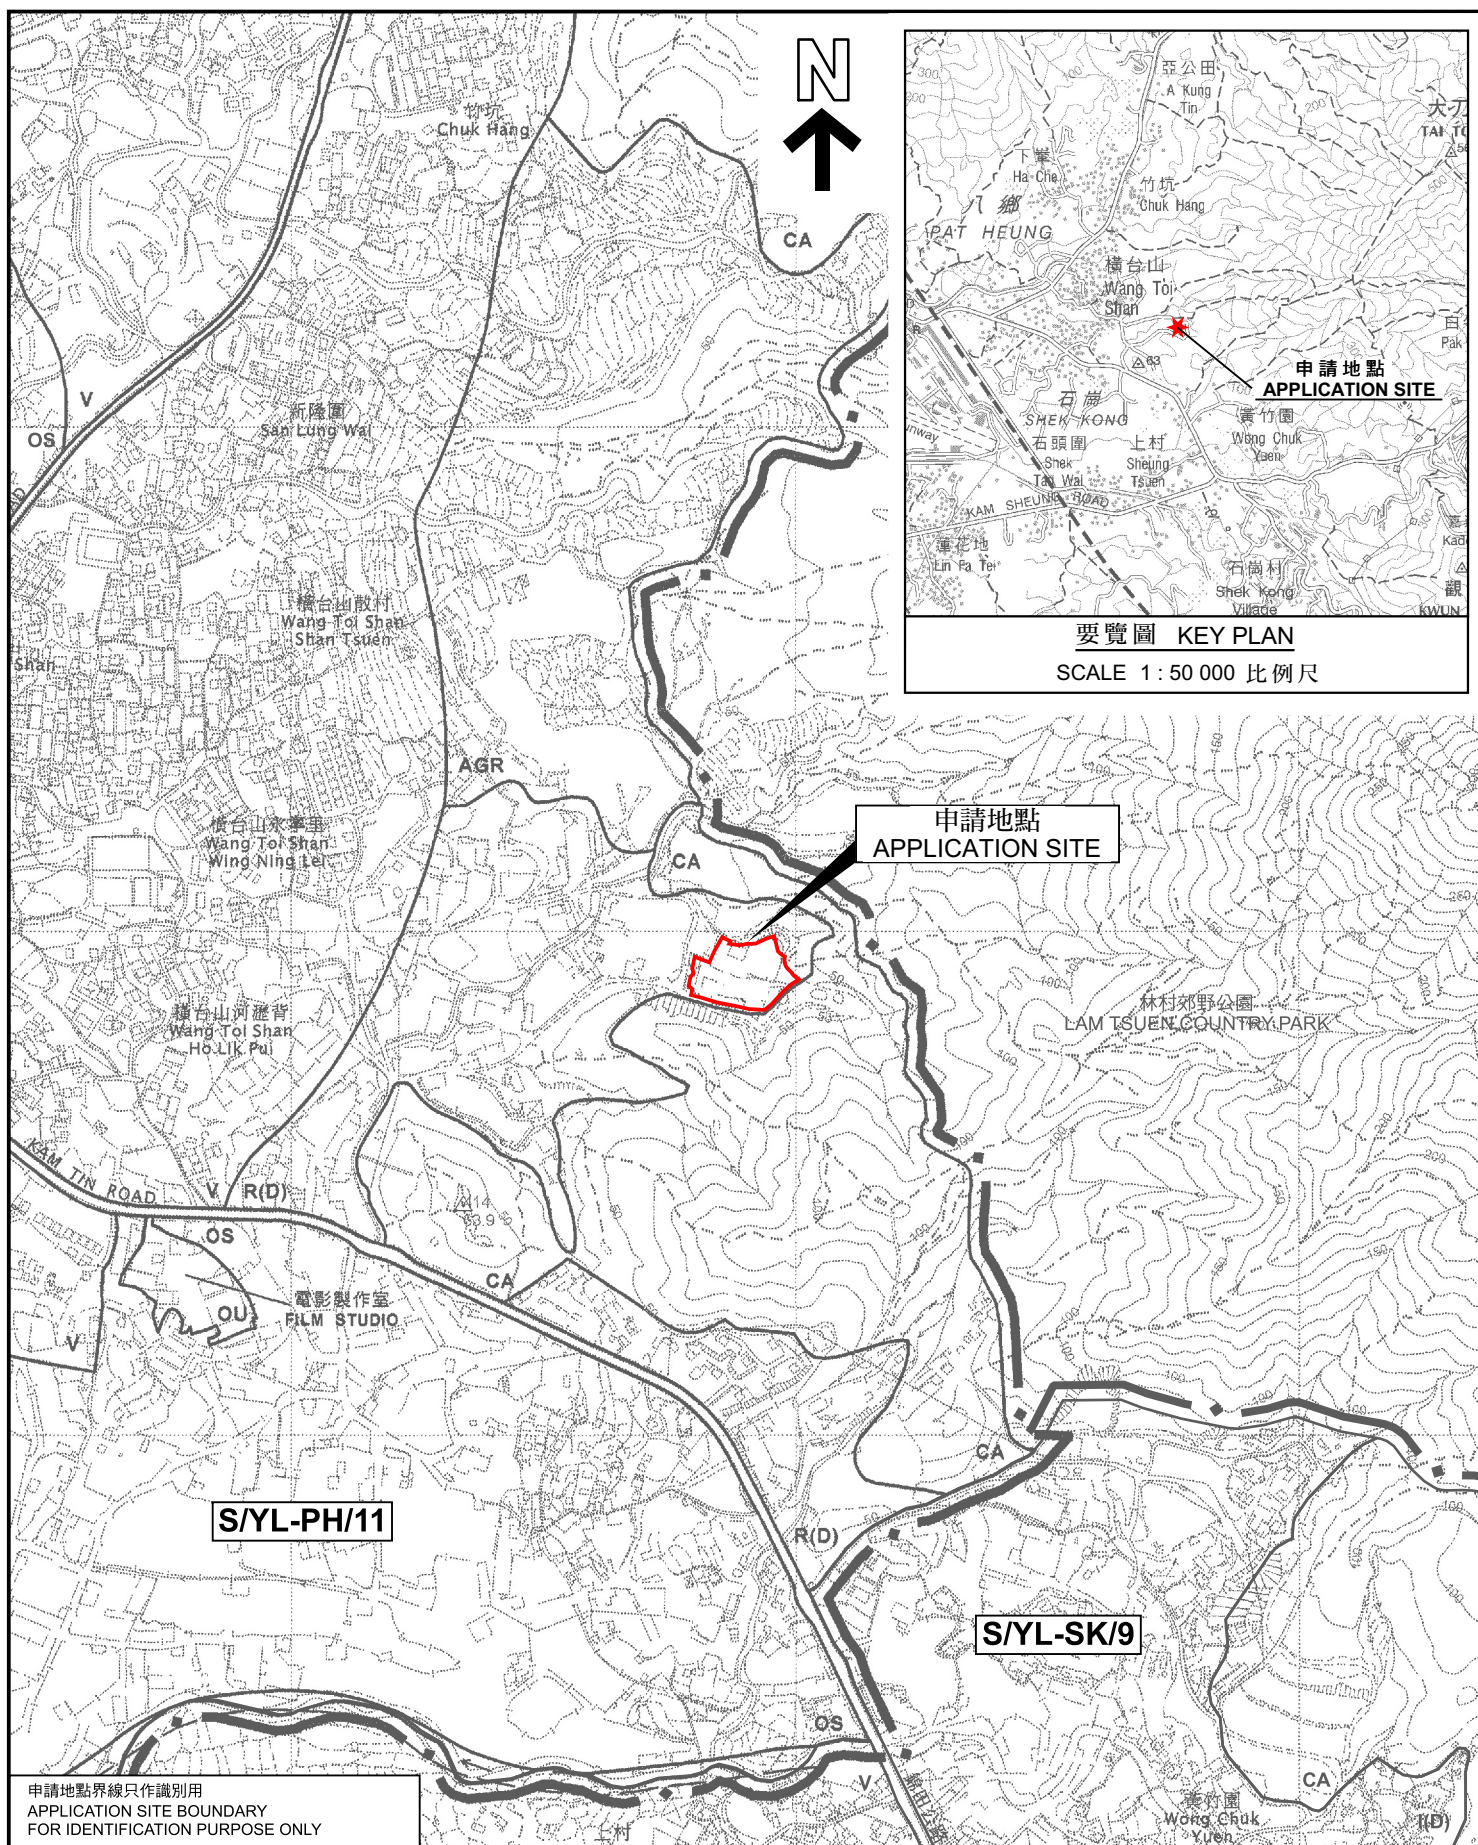 N
竹坑
Chuk Hang
CA
V
OS
新隆圍
San Lung Wai
橫台山散村
Wang Toi Shan
Shan Tsuen
Shan
AGR
橫台山永寧里
Wang Toi Shan
Wing Ning Lei
CA
申請地點
APPLICATION SITE
橫台山河瀝背
Wang Toi Shan
Ho Lik Pui
林村郊野公園
LAM TSUEN COUNTRY PARK
KAM TIN ROAD
V
R(D)
OS
CA
電影製作室
FILM STUDIO
OU
V
CA
R(D)
S/YL-PH/11
S/YL-SK/9
OS
V
CA
黃竹園
Wong Chuk
Yuen
上村
申請地點界線只作識別用
APPLICATION SITE BOUNDARY
FOR IDENTIFICATION PURPOSE ONLY
亞公田
A Kung
Tin
下輋
Ha Che
竹坑
Chuk Hang
八鄉
PAT HEUNG
橫台山
Wang Toi
Shan
63
申請地點
APPLICATION SITE
石崗
SHEK KONG
石頭圍
Shek
Tau Wai
上村
Sheung
Tsuen
黃竹園
Wong Chuk
Yuen
KAM SHEUNG ROAD
蓮花地
Lin Fa Tei
石崗村
Shek Kong
Village
觀
KWUN
要覽圖 KEY PLAN
SCALE 1 : 50 000 比例尺